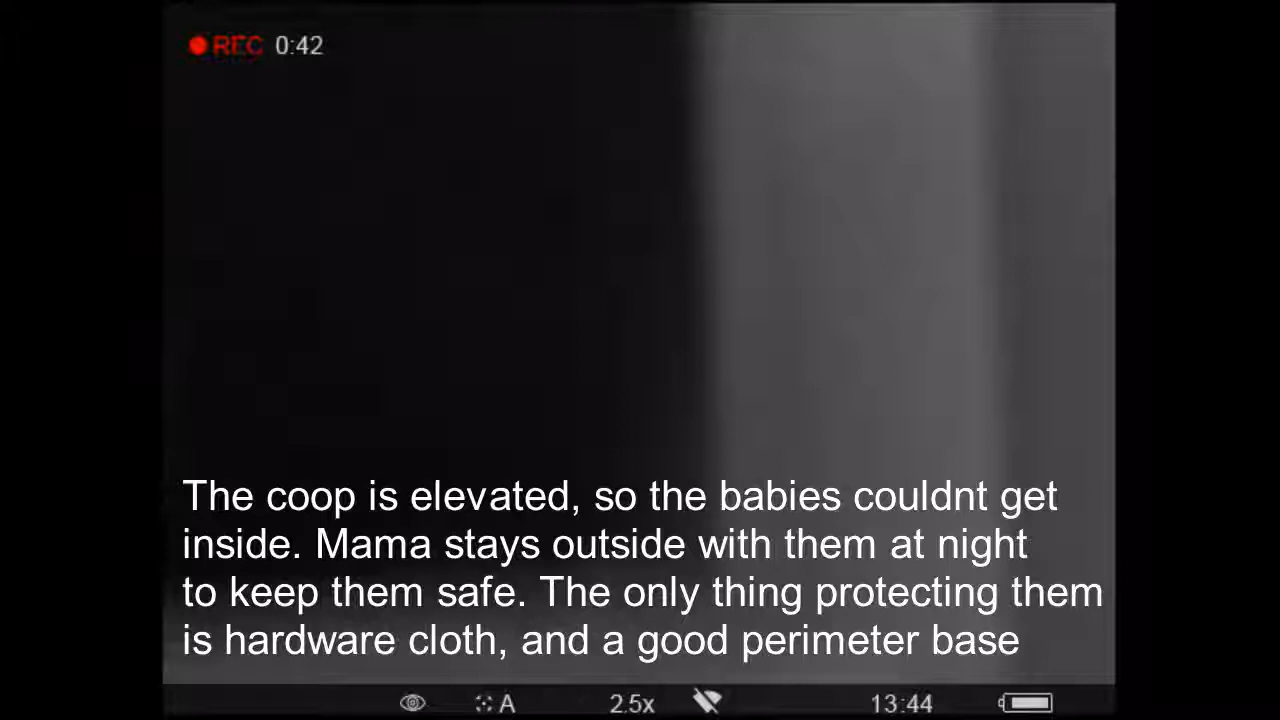 REC 0:42
The coop is elevated, so the babies couldnt get
inside. Mama stays outside with them at night
to keep them safe. The only thing protecting them
is hardware cloth, and a good perimeter base
A 2.5x 13:44